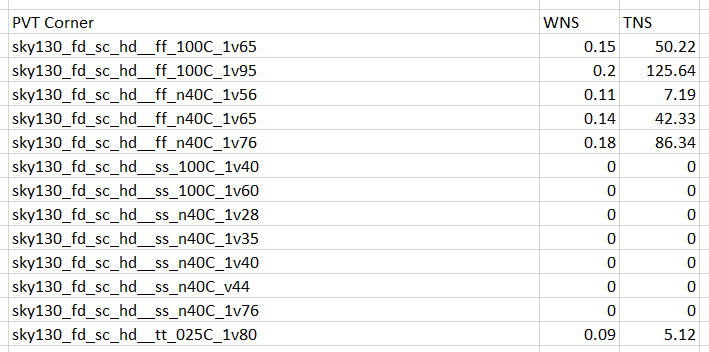 PVT Corner WNS TNS
sky130_fd_sc_hd__ff_100C_1v65 0.15 50.22
sky130_fd_sc_hd__ff_100C_1v95 0.2 125.64
sky130_fd_sc_hd__ff_n40C_1v56 0.11 7.19
sky130_fd_sc_hd__ff_n40C_1v65 0.14 42.33
sky130_fd_sc_hd__ff_n40C_1v76 0.18 86.34
sky130_fd_sc_hd__ss_100C_1v40 0 0
sky130_fd_sc_hd__ss_100C_1v60 0 0
sky130_fd_sc_hd__ss_n40C_1v28 0 0
sky130_fd_sc_hd__ss_n40C_1v35 0 0
sky130_fd_sc_hd__ss_n40C_1v40 0 0
sky130_fd_sc_hd__ss_n40C_v44 0 0
sky130_fd_sc_hd__ss_n40C_1v76 0 0
sky130_fd_sc_hd__tt_025C_1v80 0.09 5.12